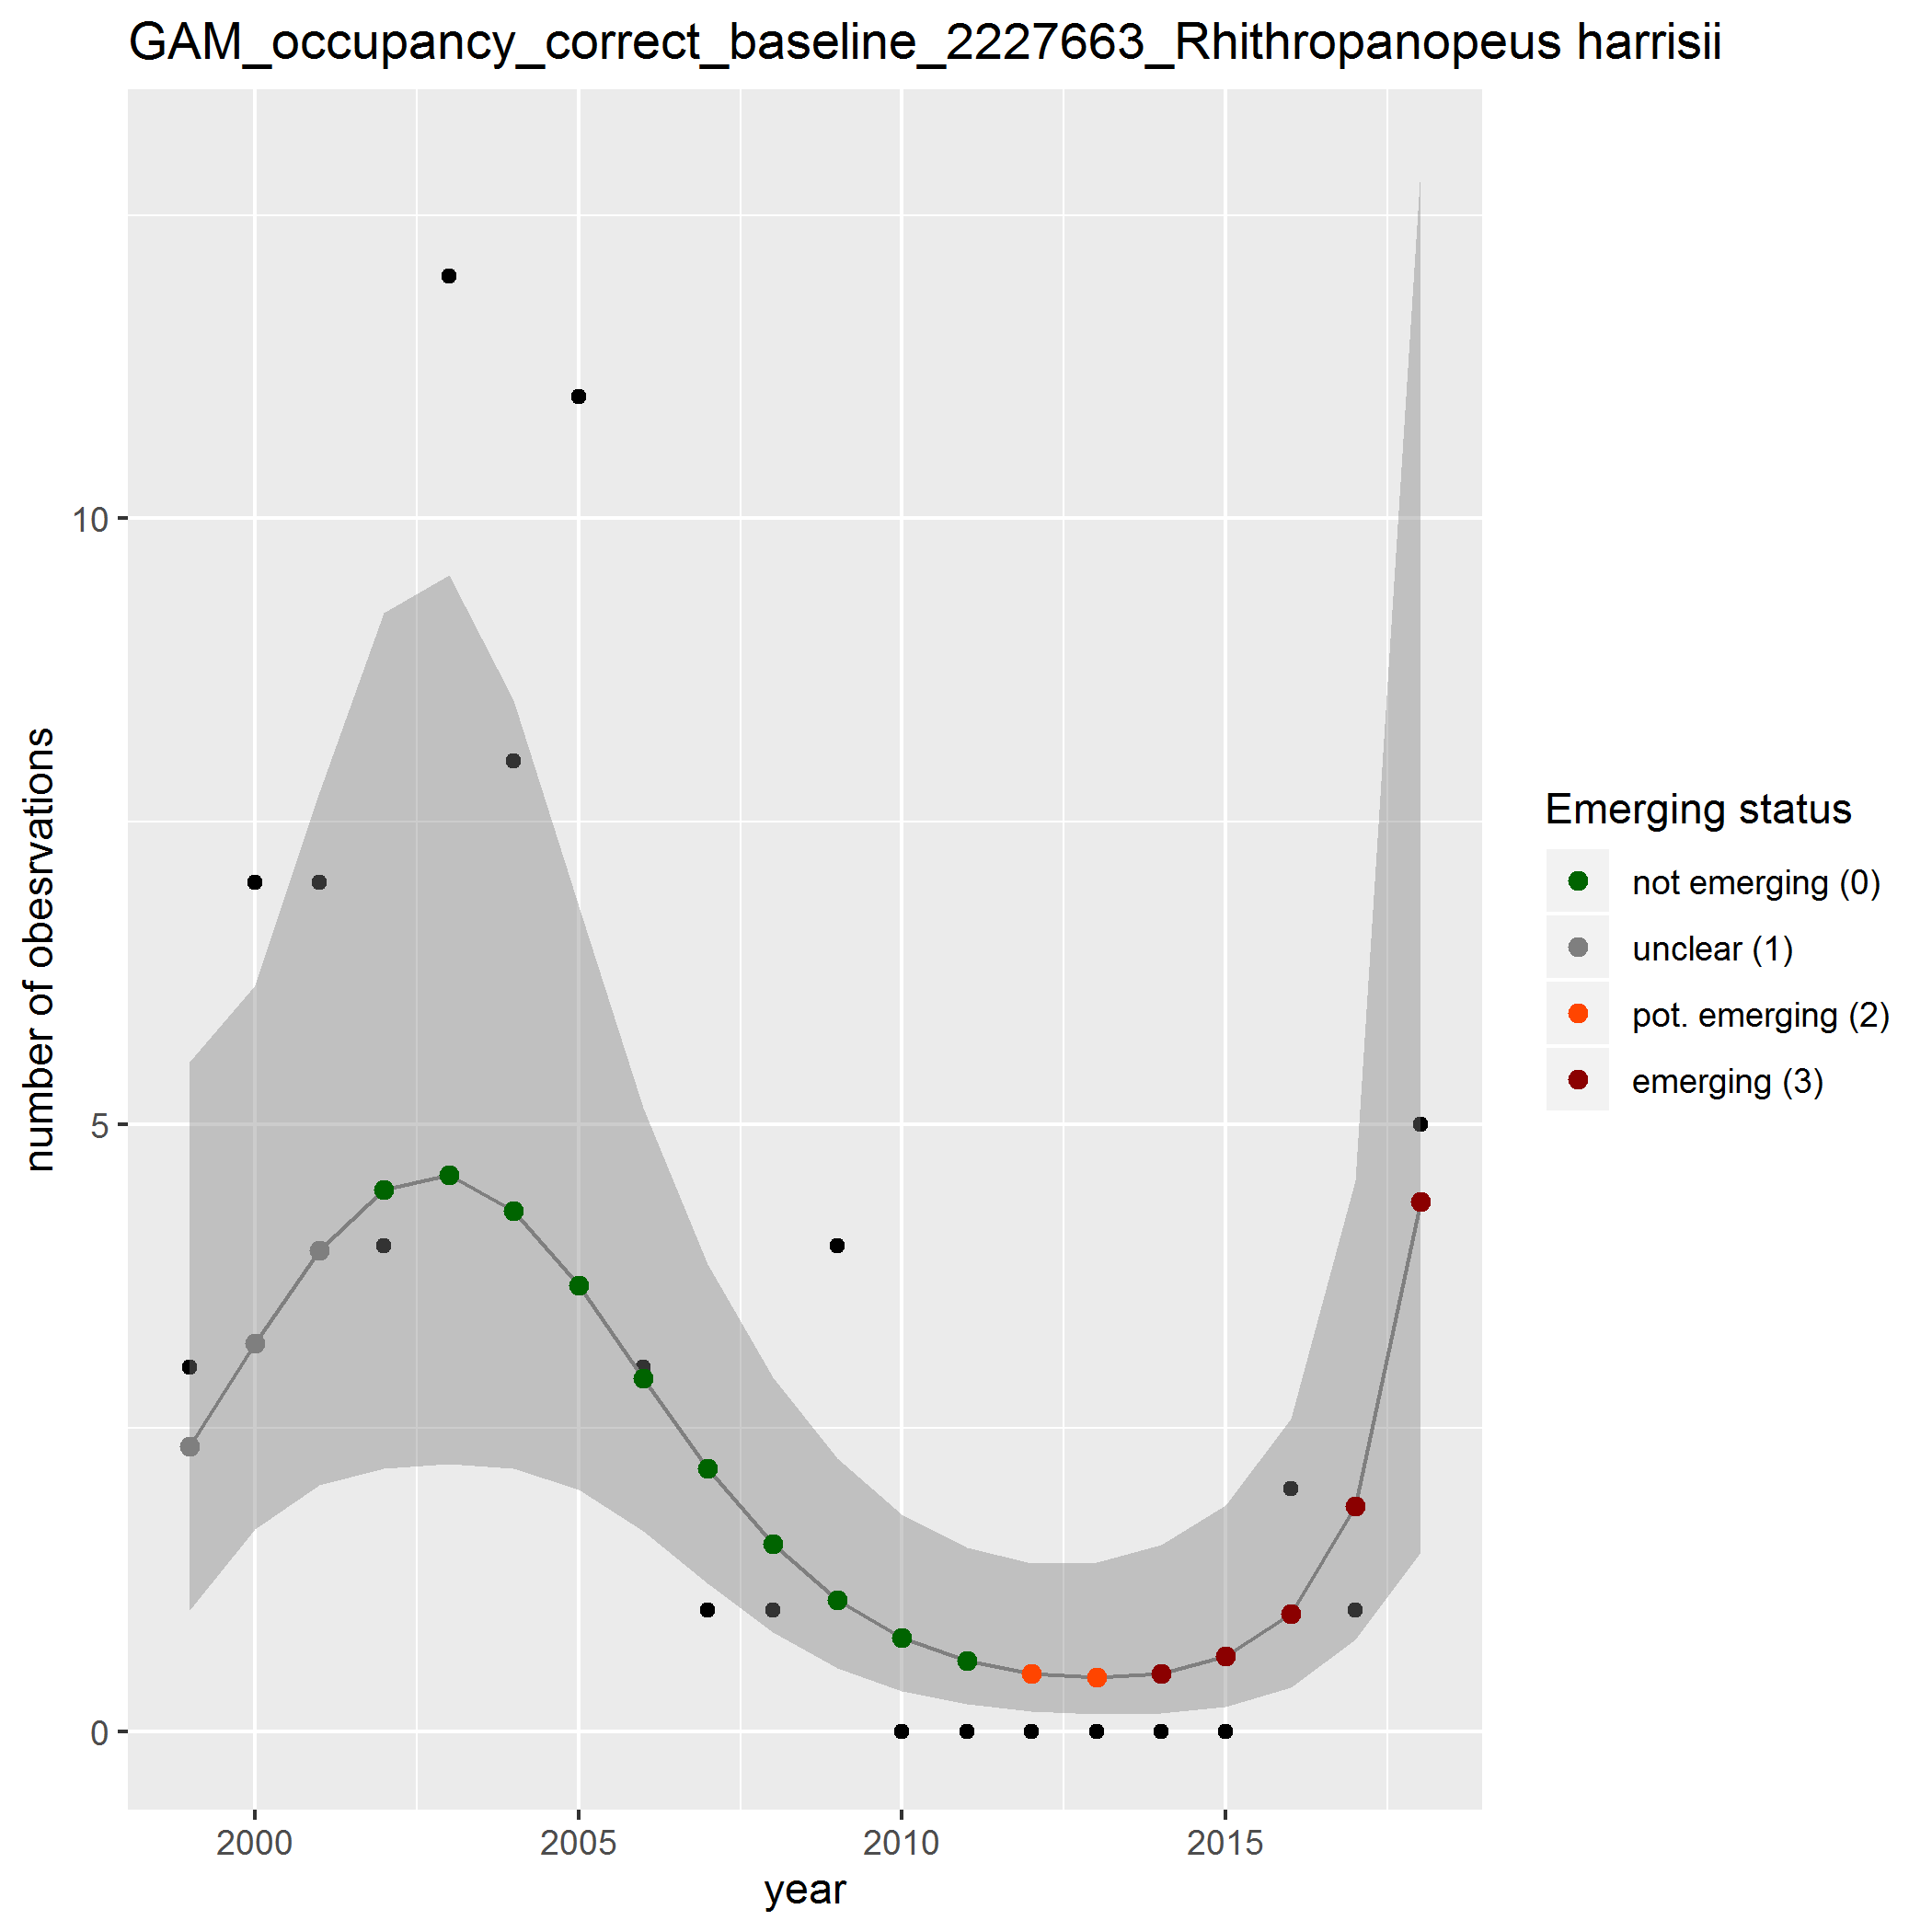 GAM_occupancy_correct_baseline_2227663_Rhithropanopeus harrisii
number of obesrvations
10
5
0
2000
2005
2010
2015
year
Emerging status
not emerging (0)
unclear (1)
pot. emerging (2)
emerging (3)